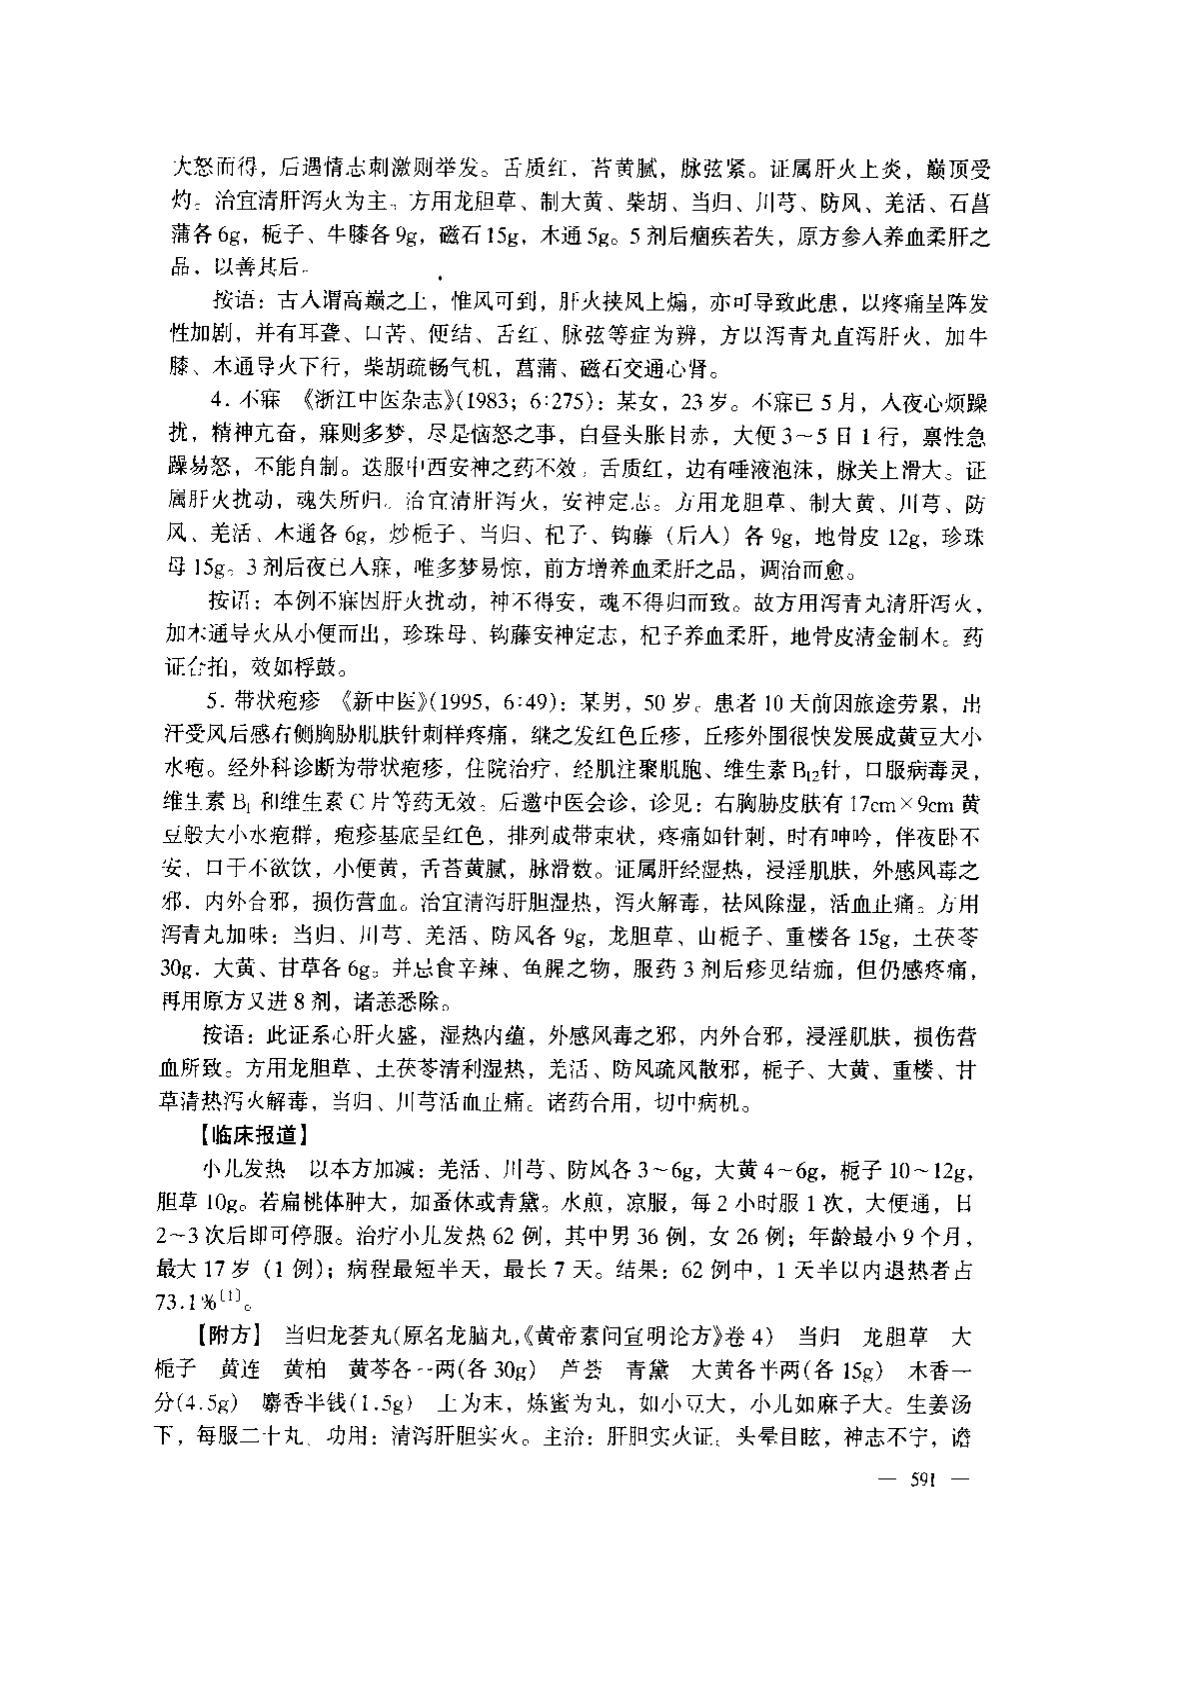 大怒而得，后遇情志刺激则举发。舌质红，苔黄腻，脉弦紧。证属肝火上炎，巅顶受
灼。治宜清肝泻火为主。方用龙胆草、制大黄、柴胡、当归、川芎、防风、羌活、石菖
蒲各6g，栀子、牛膝各9g，磁石15g，木通5g。5剂后痼疾若失，原方参入养血柔肝之
品，以善其后。
按语：古人谓高巅之上，惟风可到，肝火挟风上煽，亦可导致此患，以疼痛呈阵发
性加剧，并有耳聋、口苦、便结、舌红、脉弦等症为辨，方以泻青丸直泻肝火，加牛
膝、木通导火下行，柴胡疏畅气机，菖蒲、磁石交通心肾。
4．不寐 《浙江中医杂志》(1983；6:275)：某女，23岁。不寐已5月，入夜心烦躁
扰，精神亢奋，寐则多梦，尽是恼怒之事，白昼头胀目赤，大便3～5日1行，禀性急
躁易怒，不能自制。迭服中西安神之药不效，舌质红，边有唾液泡沫，脉关上滑大。证
属肝火扰动，魂失所归。治宜清肝泻火，安神定志。方用龙胆草、制大黄、川芎、防
风、羌活、木通各6g，炒栀子、当归、杞子、钩藤（后入）各9g，地骨皮12g，珍珠
母15g。3剂后夜已入寐，唯多梦易惊，前方增养血柔肝之品，调治而愈。
按语：本例不寐因肝火扰动，神不得安，魂不得归而致。故方用泻青丸清肝泻火，
加木通导火从小便而出，珍珠母、钩藤安神定志，杞子养血柔肝，地骨皮清金制木。药
证合拍，效如桴鼓。
5．带状疱疹 《新中医》(1995，6:49)：某男，50岁。患者10天前因旅途劳累，出
汗受风后感右侧胸胁肌肤针刺样疼痛，继之发红色丘疹，丘疹外围很快发展成黄豆大小
水疱。经外科诊断为带状疱疹，住院治疗，经肌注聚肌胞、维生素B₁₂针，口服病毒灵，
维生素B₁和维生素C片等药无效。后邀中医会诊，诊见：右胸胁皮肤有17cm×9cm黄
豆般大小水疱群，疱疹基底呈红色，排列成带束状，疼痛如针刺，时有呻吟，伴夜卧不
安，口干不欲饮，小便黄，舌苔黄腻，脉滑数。证属肝经湿热，浸淫肌肤，外感风毒之
邪，内外合邪，损伤营血。治宜清泻肝胆湿热，泻火解毒，祛风除湿，活血止痛。方用
泻青丸加味：当归、川芎、羌活、防风各9g，龙胆草、山栀子、重楼各15g，土茯苓
30g，大黄、甘草各6g。并忌食辛辣、鱼腥之物，服药3剂后疹见结痂，但仍感疼痛，
再用原方又进8剂，诸恙悉除。
按语：此证系心肝火盛，湿热内蕴，外感风毒之邪，内外合邪，浸淫肌肤，损伤营
血所致。方用龙胆草、土茯苓清利湿热，羌活、防风疏风散邪，栀子、大黄、重楼、甘
草清热泻火解毒，当归、川芎活血止痛。诸药合用，切中病机。
【临床报道】
小儿发热 以本方加减：羌活、川芎、防风各3～6g，大黄4～6g，栀子10～12g，
胆草10g。若扁桃体肿大，加蚤休或青黛。水煎，凉服，每2小时服1次，大便通，日
2～3次后即可停服。治疗小儿发热62例，其中男36例，女26例；年龄最小9个月，
最大17岁（1例）；病程最短半天，最长7天。结果：62例中，1天半以内退热者占
73.1%〔1〕。
【附方】 当归龙荟丸(原名龙脑丸，《黄帝素问宣明论方》卷4) 当归 龙胆草 大
栀子 黄连 黄柏 黄芩各一两(各30g) 芦荟 青黛 大黄各半两(各15g) 木香一
分(4.5g) 麝香半钱(1.5g) 上为末，炼蜜为丸，如小豆大，小儿如麻子大。生姜汤
下，每服二十丸。功用：清泻肝胆实火。主治：肝胆实火证。头晕目眩，神志不宁，谵
— 591 —